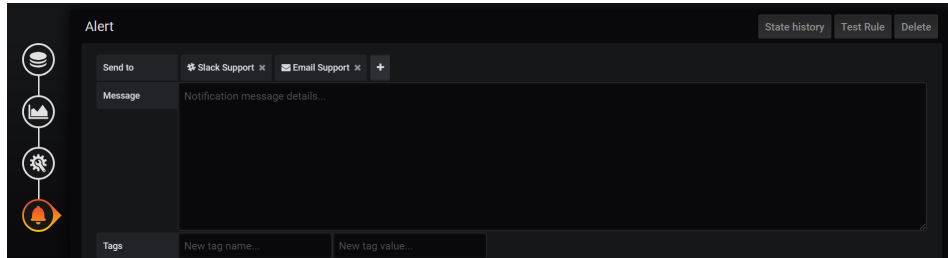 Alert
State history Test Rule Delete
Send to Slack Support × Email Support × +
Message Notification message details...
Tags New tag name... New tag value...